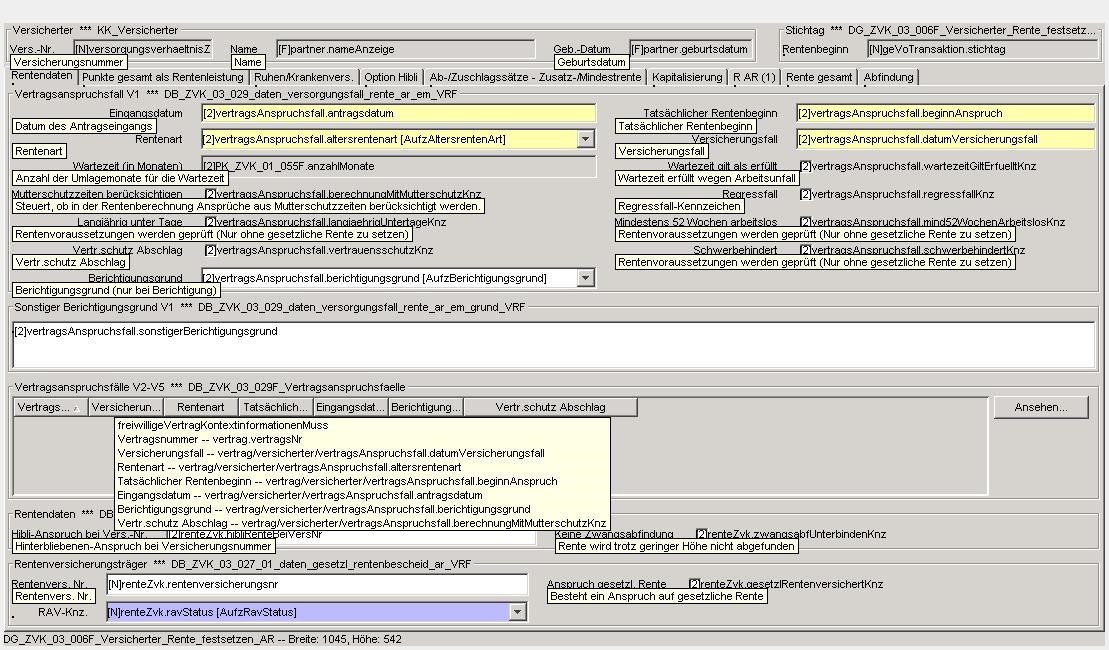 Versicherter *** KK_Versicherter
Stichtag *** DG_ZVK_03_006F_Versicherter_Rente_festsetz...
Vers.-Nr. [N]versorgungsverhaeltnisZ Name [F]partner.nameAnzeige Geb.-Datum [F]partner.geburtsdatum Rentenbeginn [N]geVoTransaktion.stichtag
Versicherungsnummer Name Geburtsdatum
Rentendaten Punkte gesamt als Rentenleistung Ruhen/Krankenvers. Option Hibli Ab-/Zuschlagssätze - Zusatz-/Mindestrente Kapitalisierung R AR (1) Rente gesamt Abfindung
Vertragsanspruchsfall V1 *** DB_ZVK_03_029_daten_versorgungsfall_rente_ar_em_VRF
Eingangsdatum [2]vertragsAnspruchsfall.antragsdatum Tatsächlicher Rentenbeginn [2]vertragsAnspruchsfall.beginnAnspruch
Datum des Antragseingangs Tatsächlicher Rentenbeginn
Rentenart [2]vertragsAnspruchsfall.altersrentenart [AufzAltersrentenArt] Versicherungsfall [2]vertragsAnspruchsfall.datumVersicherungsfall
Rentenart Versicherungsfall
Wartezeit (in Monaten) [2]PK_ZVK_01_055F.anzahlMonate Wartezeit gilt als erfüllt [2]vertragsAnspruchsfall.wartezeitGiltErfuelltKnz
Anzahl der Umlagemonate für die Wartezeit Wartezeit erfüllt wegen Arbeitsunfall
Mutterschutzzeiten berücksichtigen [2]vertragsAnspruchsfall.berechnungMitMutterschutzKnz Regressfall [2]vertragsAnspruchsfall.regressfallKnz
Steuert, ob in der Rentenberechnung Ansprüche aus Mutterschutzzeiten berücksichtigt werden. Regressfall-Kennzeichen
Langjährig unter Tage [2]vertragsAnspruchsfall.langjaehrigUntertageKnz Mindestens 52 Wochen arbeitslos [2]vertragsAnspruchsfall.mind52WochenArbeitslosKnz
Rentenvoraussetzungen werden geprüft (Nur ohne gesetzliche Rente zu setzen) Rentenvoraussetzungen werden geprüft (Nur ohne gesetzliche Rente zu setzen)
Vertr.schutz Abschlag [2]vertragsAnspruchsfall.vertrauensschutzKnz Schwerbehindert [2]vertragsAnspruchsfall.schwerbehindertKnz
Vertr.schutz Abschlag Rentenvoraussetzungen werden geprüft (Nur ohne gesetzliche Rente zu setzen)
Berichtigungsgrund [2]vertragsAnspruchsfall.berichtigungsgrund [AufzBerichtigungsgrund]
Berichtigungsgrund (nur bei Berichtigung)
Sonstiger Berichtigungsgrund V1 *** DB_ZVK_03_029_daten_versorgungsfall_rente_ar_em_grund_VRF
[2]vertragsAnspruchsfall.sonstigerBerichtigungsgrund
Vertragsanspruchsfälle V2-V5 *** DB_ZVK_03_029F_Vertragsanspruchsfaelle
Vertrags... Versicherun... Rentenart Tatsächlich... Eingangsdat... Berichtigung... Vertr.schutz Abschlag Ansehen...
freiwilligeVertragKontextinformationenMuss
Vertragsnummer -- vertrag.vertragsNr
Versicherungsfall -- vertrag/versicherter/vertragsAnspruchsfall.datumVersicherungsfall
Rentenart -- vertrag/versicherter/vertragsAnspruchsfall.altersrentenart
Tatsächlicher Rentenbeginn -- vertrag/versicherter/vertragsAnspruchsfall.beginnAnspruch
Eingangsdatum -- vertrag/versicherter/vertragsAnspruchsfall.antragsdatum
Berichtigungsgrund -- vertrag/versicherter/vertragsAnspruchsfall.berichtigungsgrund
Vertr.schutz Abschlag -- vertrag/versicherter/vertragsAnspruchsfall.berechnungMitMutterschutzKnz
Rentendaten *** DB
Hibli-Anspruch bei Vers.-Nr. [2]renteZvk.hibliRenteBeiVersNr Keine Zwangsabfindung [2]renteZvk.zwangsabfUnterbindenKnz
Hinterbliebenen-Anspruch bei Versicherungsnummer Rente wird trotz geringer Höhe nicht abgefunden
Rentenversicherungsträger *** DB_ZVK_03_027_01_daten_gesetzl_rentenbescheid_ar_VRF
Rentenvers. Nr. [N]renteZvk.rentenversicherungsnr Anspruch gesetzl. Rente [2]renteZvk.gesetzlRentenversichertKnz
Rentenvers. Nr. Besteht ein Anspruch auf gesetzliche Rente
RAV-Knz. [N]renteZvk.ravStatus [AufzRavStatus]
DG_ZVK_03_006F_Versicherter_Rente_festsetzen_AR -- Breite: 1045, Höhe: 542